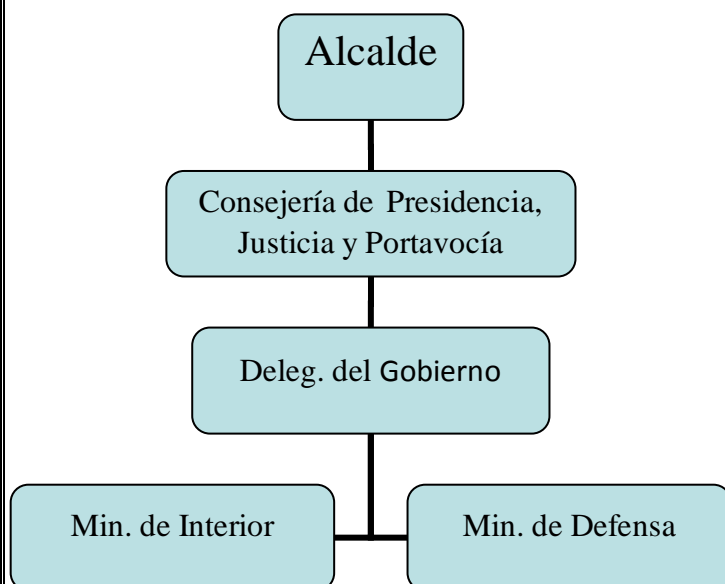 Alcalde
Consejería de Presidencia,
Justicia y Portavocía
Deleg. del Gobierno
Min. de Interior
Min. de Defensa